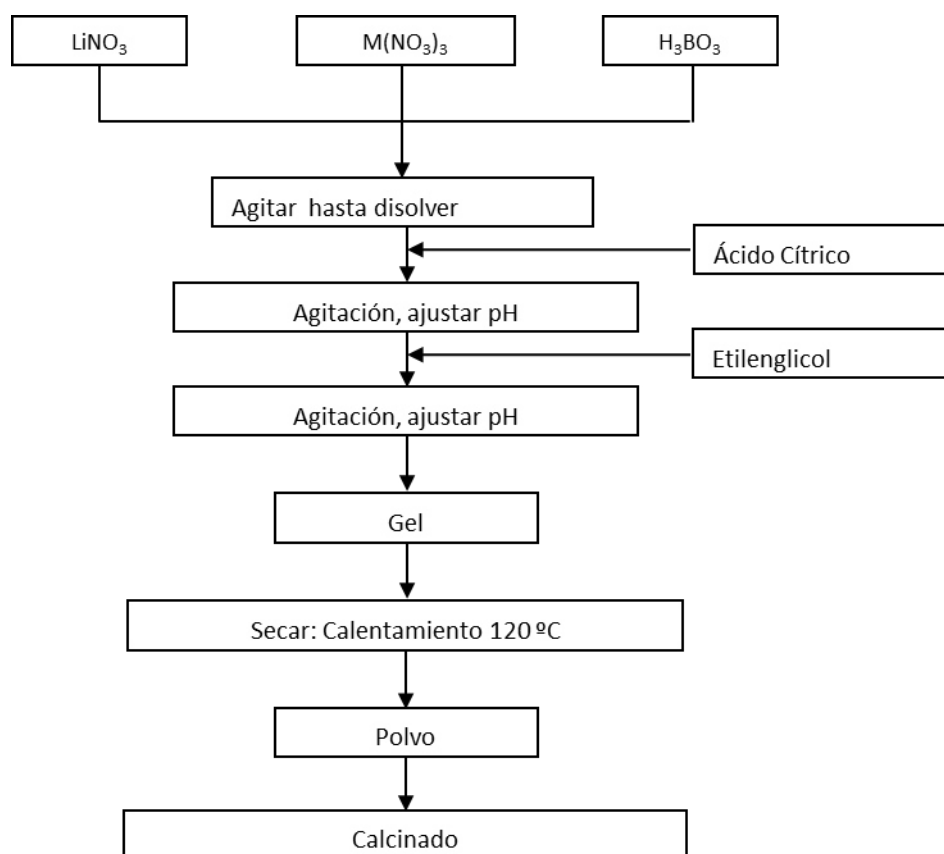 LiNO₃
M(NO₃)₃
H₃BO₃
Agitar hasta disolver
Ácido Cítrico
Agitación, ajustar pH
Etilenglicol
Agitación, ajustar pH
Gel
Secar: Calentamiento 120 ºC
Polvo
Calcinado